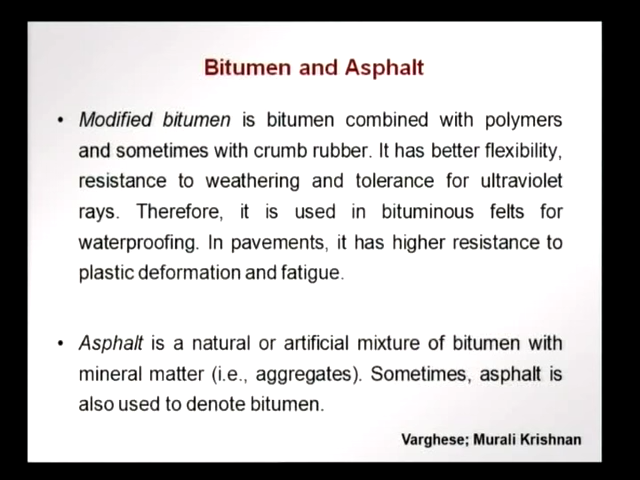 Bitumen and Asphalt
• Modified bitumen is bitumen combined with polymers
and sometimes with crumb rubber. It has better flexibility,
resistance to weathering and tolerance for ultraviolet
rays. Therefore, it is used in bituminous felts for
waterproofing. In pavements, it has higher resistance to
plastic deformation and fatigue.
• Asphalt is a natural or artificial mixture of bitumen with
mineral matter (i.e., aggregates). Sometimes, asphalt is
also used to denote bitumen.
Varghese; Murali Krishnan